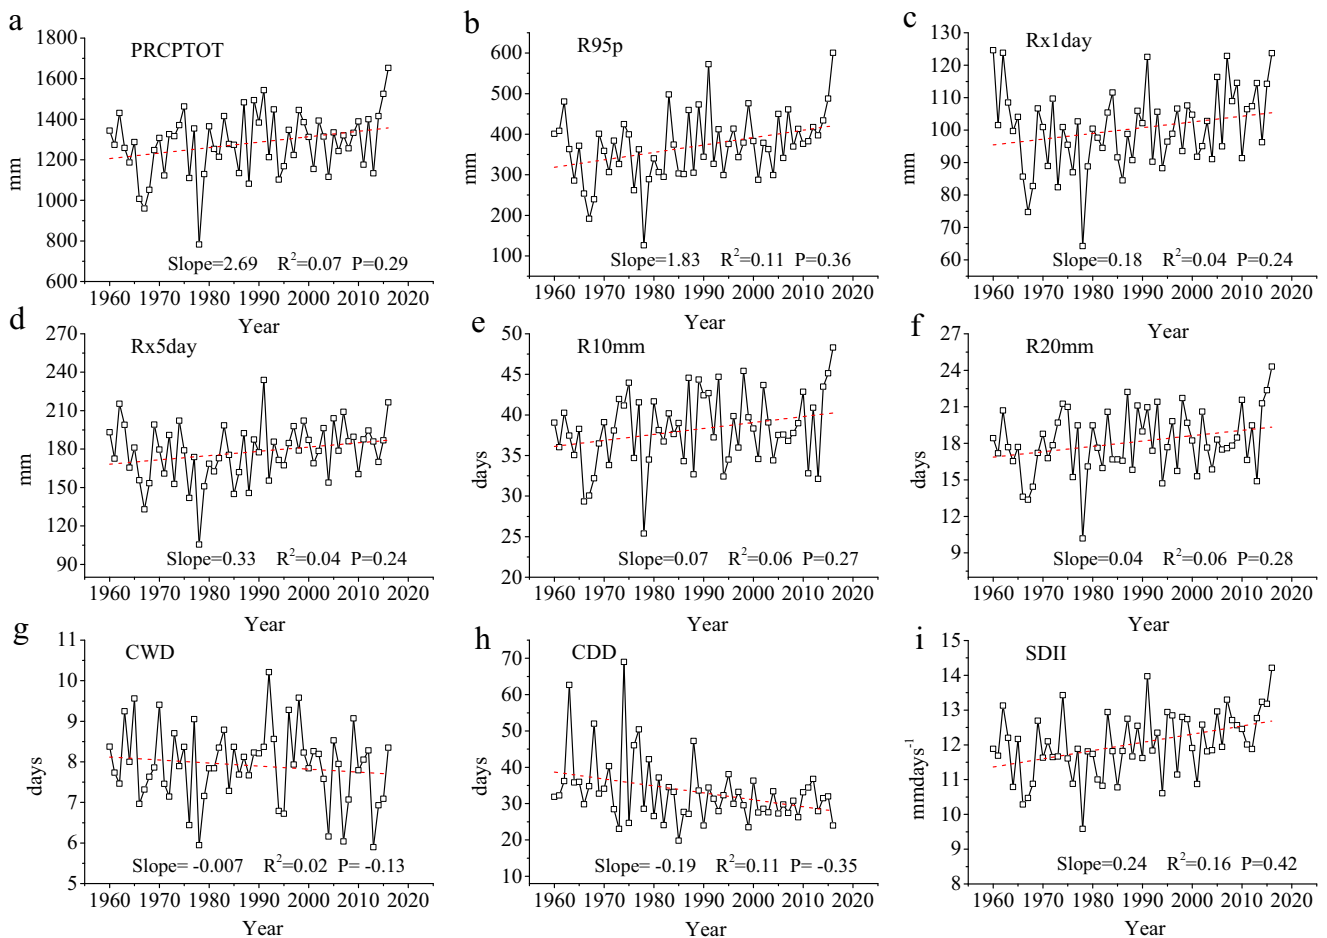 a
PRCPTOT
1800
1600
1400
1200
1000
800
600
mm
Slope=2.69 R²=0.07 P=0.29
1960 1970 1980 1990 2000 2010 2020
Year
b
R95p
600
500
400
300
200
100
mm
Slope=1.83 R²=0.11 P=0.36
1960 1970 1980 1990 2000 2010 2020
Year
c
Rx1day
130
120
110
100
90
80
70
60
mm
Slope=0.18 R²=0.04 P=0.24
1960 1970 1980 1990 2000 2010 2020
Year
d
Rx5day
270
240
210
180
150
120
90
mm
Slope=0.33 R²=0.04 P=0.24
1960 1970 1980 1990 2000 2010 2020
Year
e
R10mm
50
45
40
35
30
25
20
days
Slope=0.07 R²=0.06 P=0.27
1960 1970 1980 1990 2000 2010 2020
Year
f
R20mm
27
24
21
18
15
12
9
days
Slope=0.04 R²=0.06 P=0.28
1960 1970 1980 1990 2000 2010 2020
Year
g
CWD
11
10
9
8
7
6
5
days
Slope= -0.007 R²=0.02 P= -0.13
1960 1970 1980 1990 2000 2010 2020
Year
h
CDD
70
60
50
40
30
20
10
days
Slope= -0.19 R²=0.11 P= -0.35
1960 1970 1980 1990 2000 2010 2020
Year
i
SDII
15
14
13
12
11
10
9
8
mmdays⁻¹
Slope=0.24 R²=0.16 P=0.42
1960 1970 1980 1990 2000 2010 2020
Year